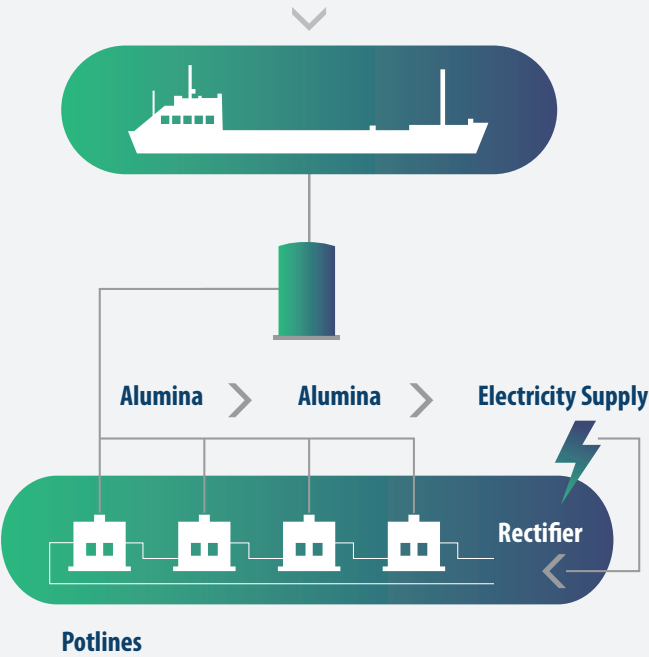 Alumina
Alumina
Electricity Supply
Rectifier
Potlines